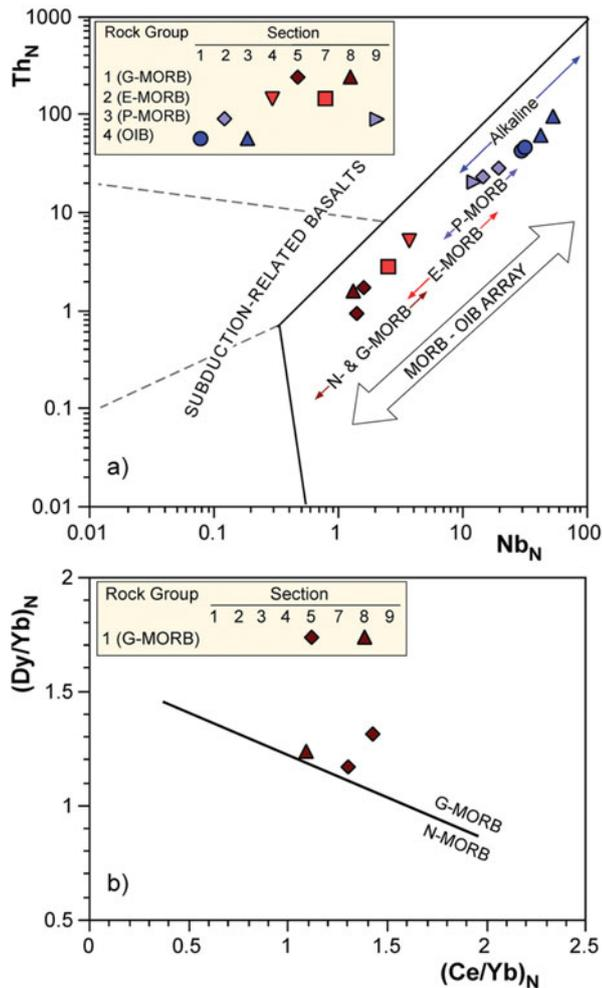 a)
Th_N
1000
100
10
1
0.1
0.01
Rock Group Section
1 2 3 4 5 7 8 9
1 (G-MORB)
2 (E-MORB)
3 (P-MORB)
4 (OIB)
SUBDUCTION-RELATED BASALTS
Alkaline
P-MORB
E-MORB
N- & G-MORB
MORB - OIB ARRAY
0.01 0.1 1 10 100
Nb_N
b)
(Dy/Yb)_N
2
1.5
1
0.5
Rock Group Section
1 2 3 4 5 7 8 9
1 (G-MORB)
G-MORB
N-MORB
0 0.5 1 1.5 2 2.5
(Ce/Yb)_N